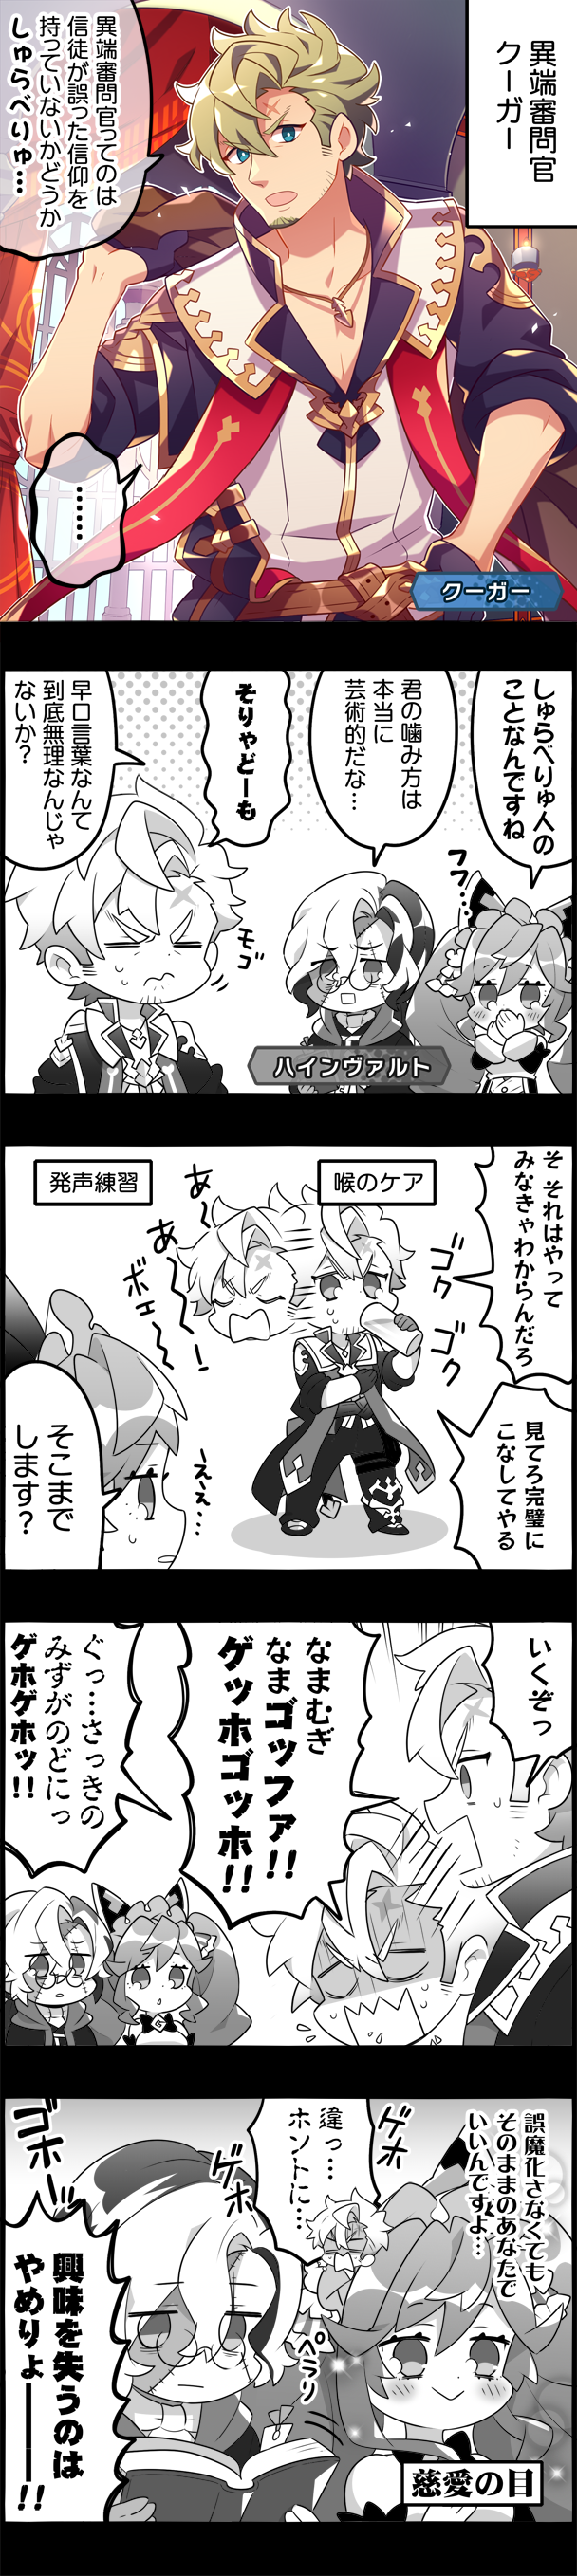 異端審問官
クーガー
異端審問官ってのは
信徒が誤った信仰を
持っていないかどうか
しゅらべりゅ…
……
クーガー
しゅらべりゅ人の
ことなんですね
フフ…
君の噛み方は
本当に
芸術的だな…
そりゃどーも
早口言葉なんて
到底無理なんじゃ
ないか?
モゴ
ハインヴァルト
そ それはやって
みなきゃわからんだろ
喉のケア
ゴク
ゴク
発声練習
あ〜
あ〜〜!
ボエ〜
見てろ完璧に
こなしてやる
そこまで
します?
えぇ…
いくぞっ
なまむぎ
なまゴッファ!!
ゲッホゴッホ!!
ぐっ…さっきの
みずがのどにっ
ゲホゲホッ!!
誤魔化さなくても
そのままのあなたで
いいんですよ…
ゲホ
違っ…
ホントに…
ゲホ
ゴホーッ
ペラリ
慈愛の目
興味を失うのは
やめりょ――!!